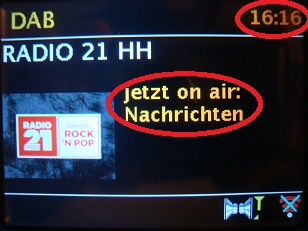 DAB
16:16
RADIO 21 HH
jetzt on air:
Nachrichten
RADIO
21
ROCK
'N POP